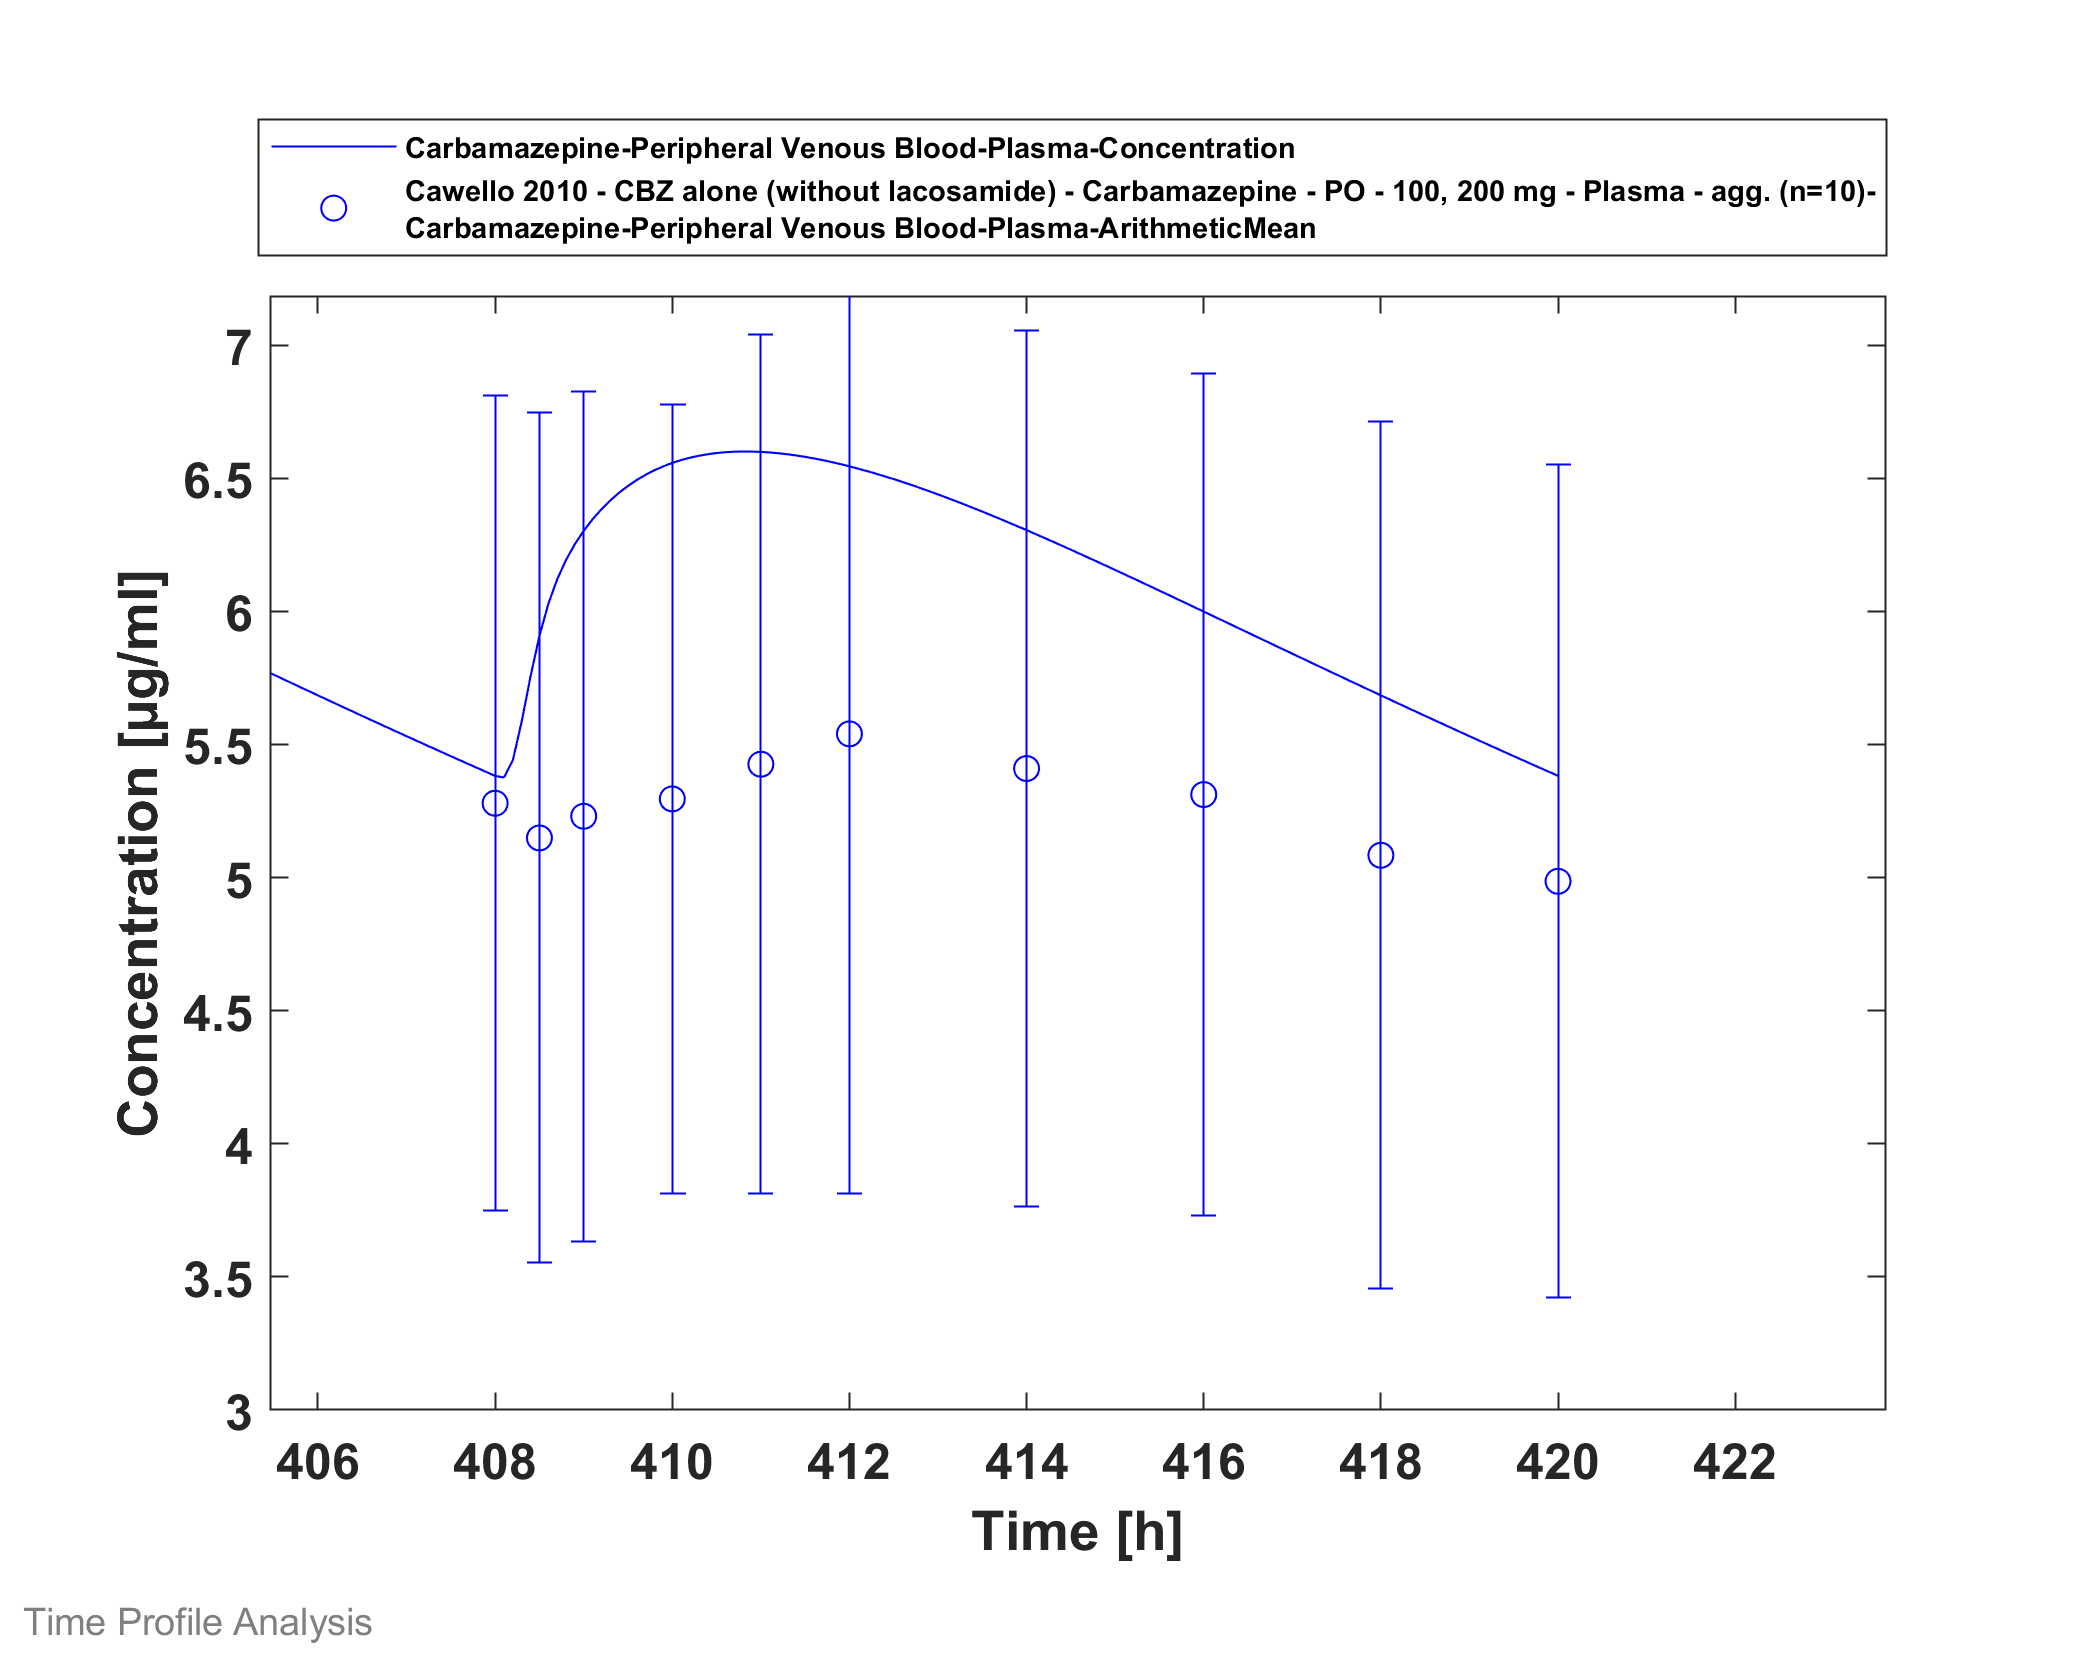 Carbamazepine-Peripheral Venous Blood-Plasma-Concentration
Cawello 2010 - CBZ alone (without lacosamide) - Carbamazepine - PO - 100, 200 mg - Plasma - agg. (n=10)-
Carbamazepine-Peripheral Venous Blood-Plasma-ArithmeticMean
7
6.5
6
5.5
5
4.5
4
3.5
3
Concentration [µg/ml]
406 408 410 412 414 416 418 420 422
Time [h]
Time Profile Analysis